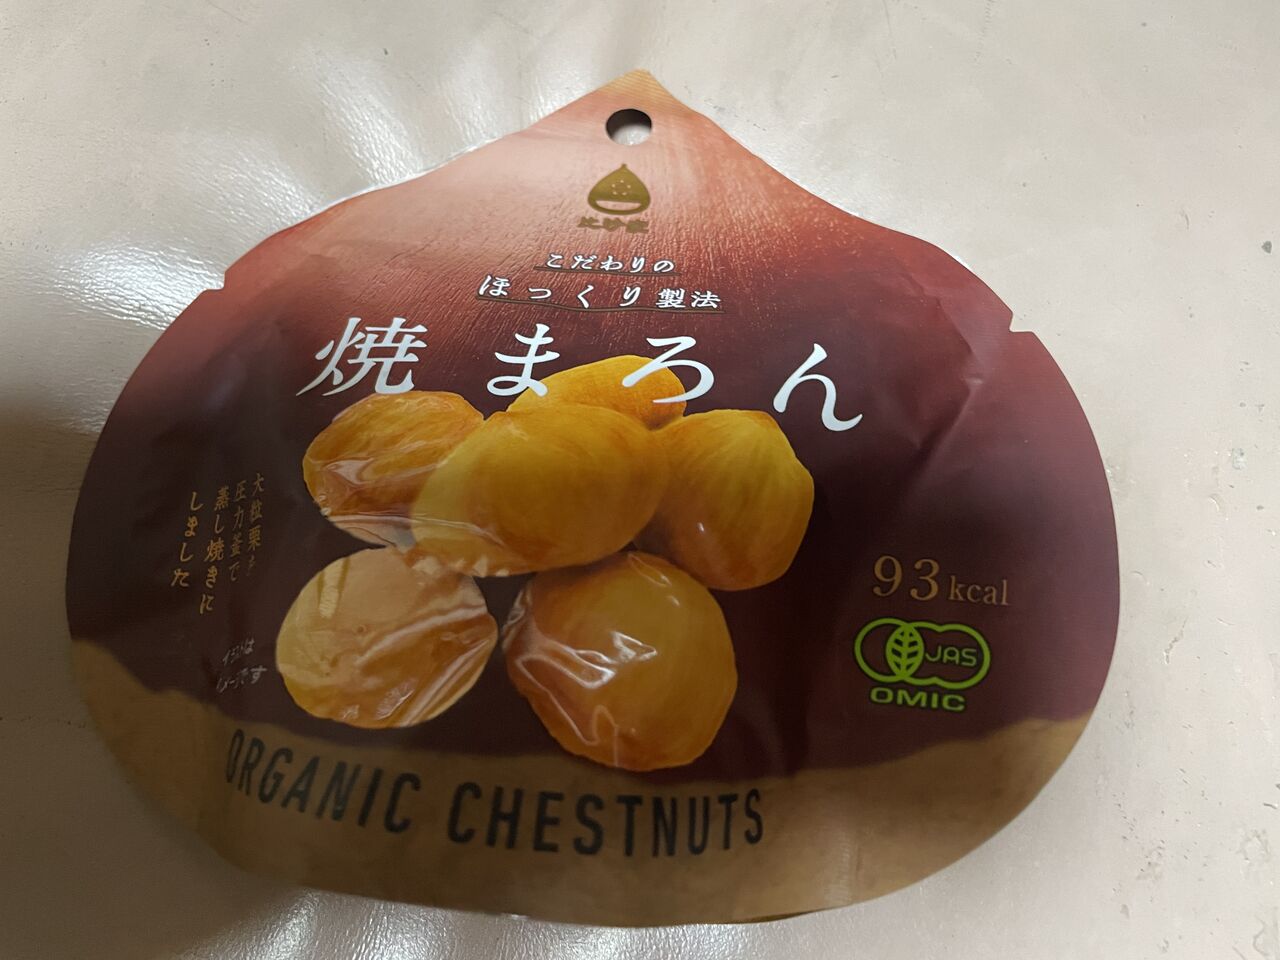 こだわりの
ほっくり製法
焼まろん
大粒栗を
圧力釜で
蒸し焼きに
しました
93kcal
JAS
OMIC
ORGANIC CHESTNUTS